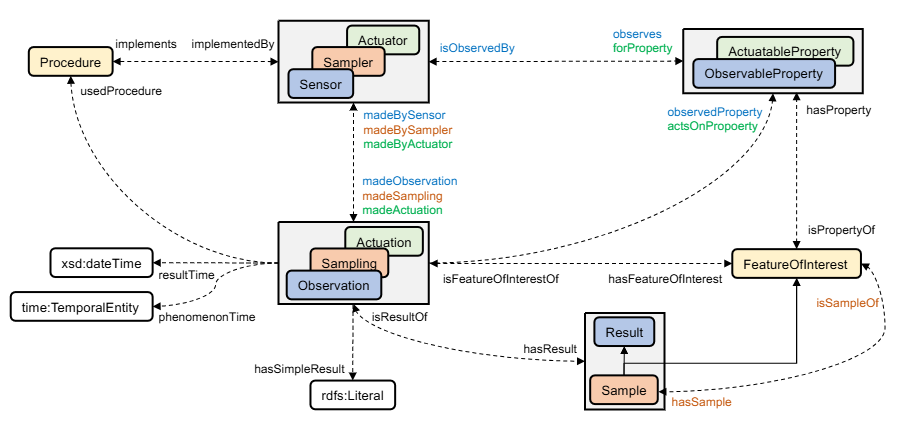 implements
implementedBy
Actuator
Sampler
Sensor
Procedure
usedProcedure
isObservedBy
observes
forProperty
ActuatableProperty
ObservableProperty
madeBySensor
madeBySampler
madeByActuator
observedProperty
actsOnPropoerty
hasProperty
madeObservation
madeSampling
madeActuation
isPropertyOf
Actuation
Sampling
Observation
xsd:dateTime
resultTime
time:TemporalEntity
phenomenonTime
isFeatureOfInterestOf
hasFeatureOfInterest
FeatureOfInterest
isSampleOf
isResultOf
hasResult
Result
Sample
hasSample
hasSimpleResult
rdfs:Literal